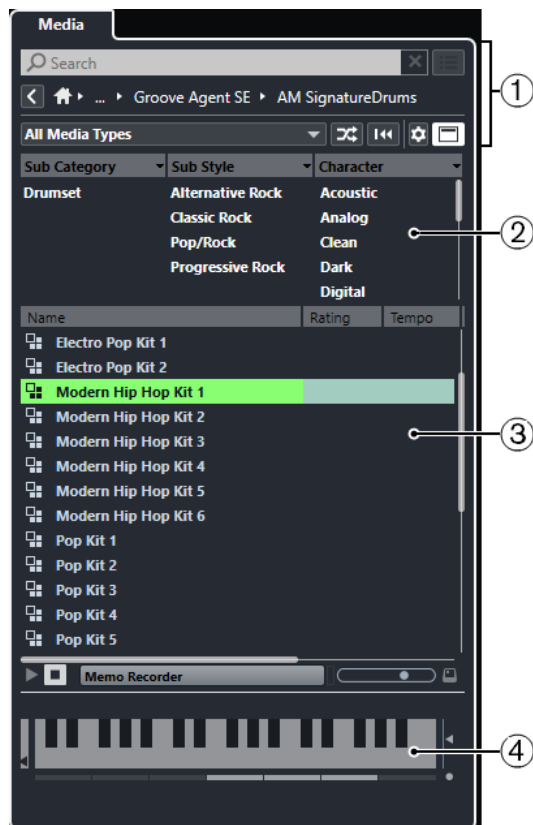 Media
Search
... Groove Agent SE AM SignatureDrums
All Media Types
Sub Category Sub Style Character
Drumset Alternative Rock Acoustic
Classic Rock Analog
Pop/Rock Clean
Progressive Rock Dark
Digital
Name Rating Tempo
Electro Pop Kit 1
Electro Pop Kit 2
Modern Hip Hop Kit 1
Modern Hip Hop Kit 2
Modern Hip Hop Kit 3
Modern Hip Hop Kit 4
Modern Hip Hop Kit 5
Modern Hip Hop Kit 6
Pop Kit 1
Pop Kit 2
Pop Kit 3
Pop Kit 4
Pop Kit 5
Memo Recorder
1
2
3
4